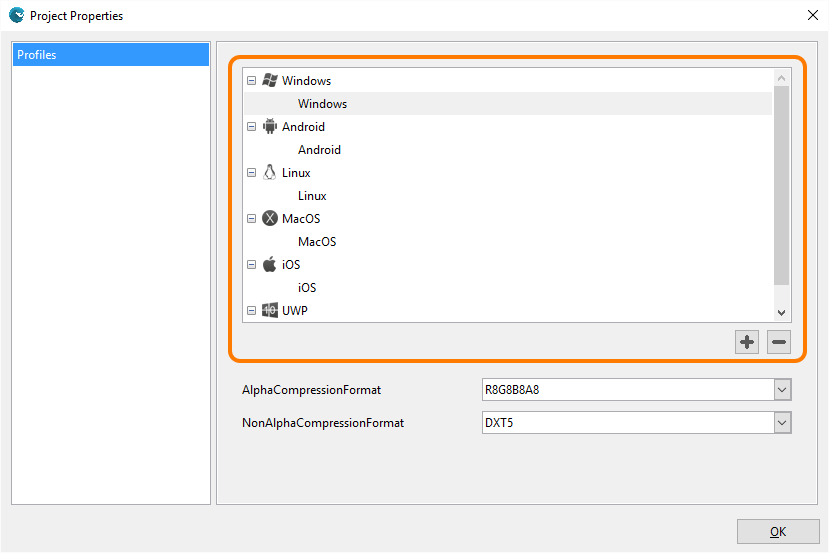 Project Properties
Profiles
Windows
Windows
Android
Android
Linux
Linux
MacOS
MacOS
iOS
iOS
UWP
AlphaCompressionFormat
R8G8B8A8
NonAlphaCompressionFormat
DXT5
OK